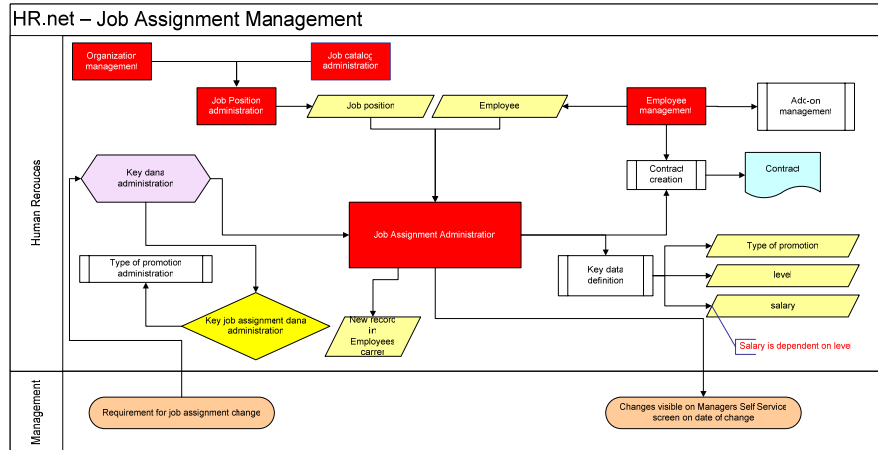 HR.net – Job Assignment Management
Human Rerouces
Organization
management
Job catalog
administration
Job Position
administration
Job position
Employee
Employee
management
Add-on
management
Key dana
administration
Contract
creation
Contract
Job Assignment Administration
Type of promotion
administration
Key data
definition
Type of promotion
level
salary
Key job assignment dana
administration
New record
in
Employees
carrer
Salary is dependent on level
Management
Requirement for job assignment change
Changes visible on Managers Self Service
screen on date of change